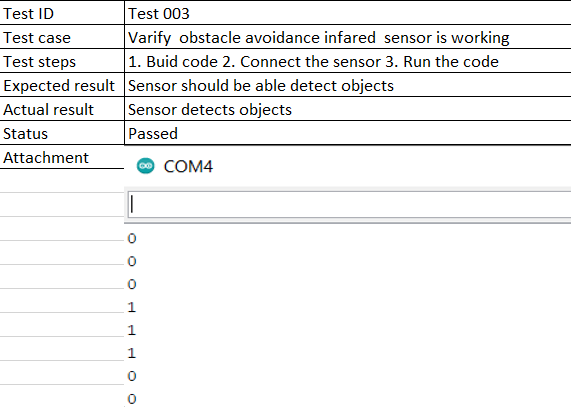 Test ID Test 003
Test case Varify obstacle avoidance infared sensor is working
Test steps 1. Buid code 2. Connect the sensor 3. Run the code
Expected result Sensor should be able detect objects
Actual result Sensor detects objects
Status Passed
Attachment
COM4
0
0
0
1
1
1
0
0